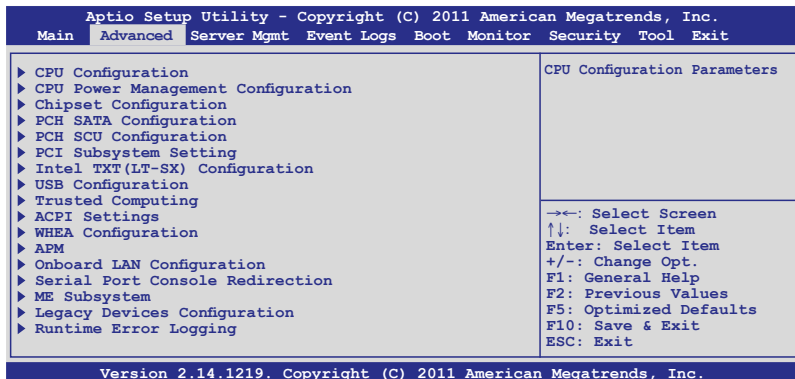 Aptio Setup Utility - Copyright (C) 2011 American Megatrends, Inc.
Main Advanced Server Mgmt Event Logs Boot Monitor Security Tool Exit
CPU Configuration
CPU Power Management Configuration
Chipset Configuration
PCH SATA Configuration
PCH SCU Configuration
PCI Subsystem Setting
Intel TXT(LT-SX) Configuration
USB Configuration
Trusted Computing
ACPI Settings
WHEA Configuration
APM
Onboard LAN Configuration
Serial Port Console Redirection
ME Subsystem
Legacy Devices Configuration
Runtime Error Logging
CPU Configuration Parameters
→←: Select Screen
↑↓: Select Item
Enter: Select Item
+/-: Change Opt.
F1: General Help
F2: Previous Values
F5: Optimized Defaults
F10: Save & Exit
ESC: Exit
Version 2.14.1219. Copyright (C) 2011 American Megatrends, Inc.